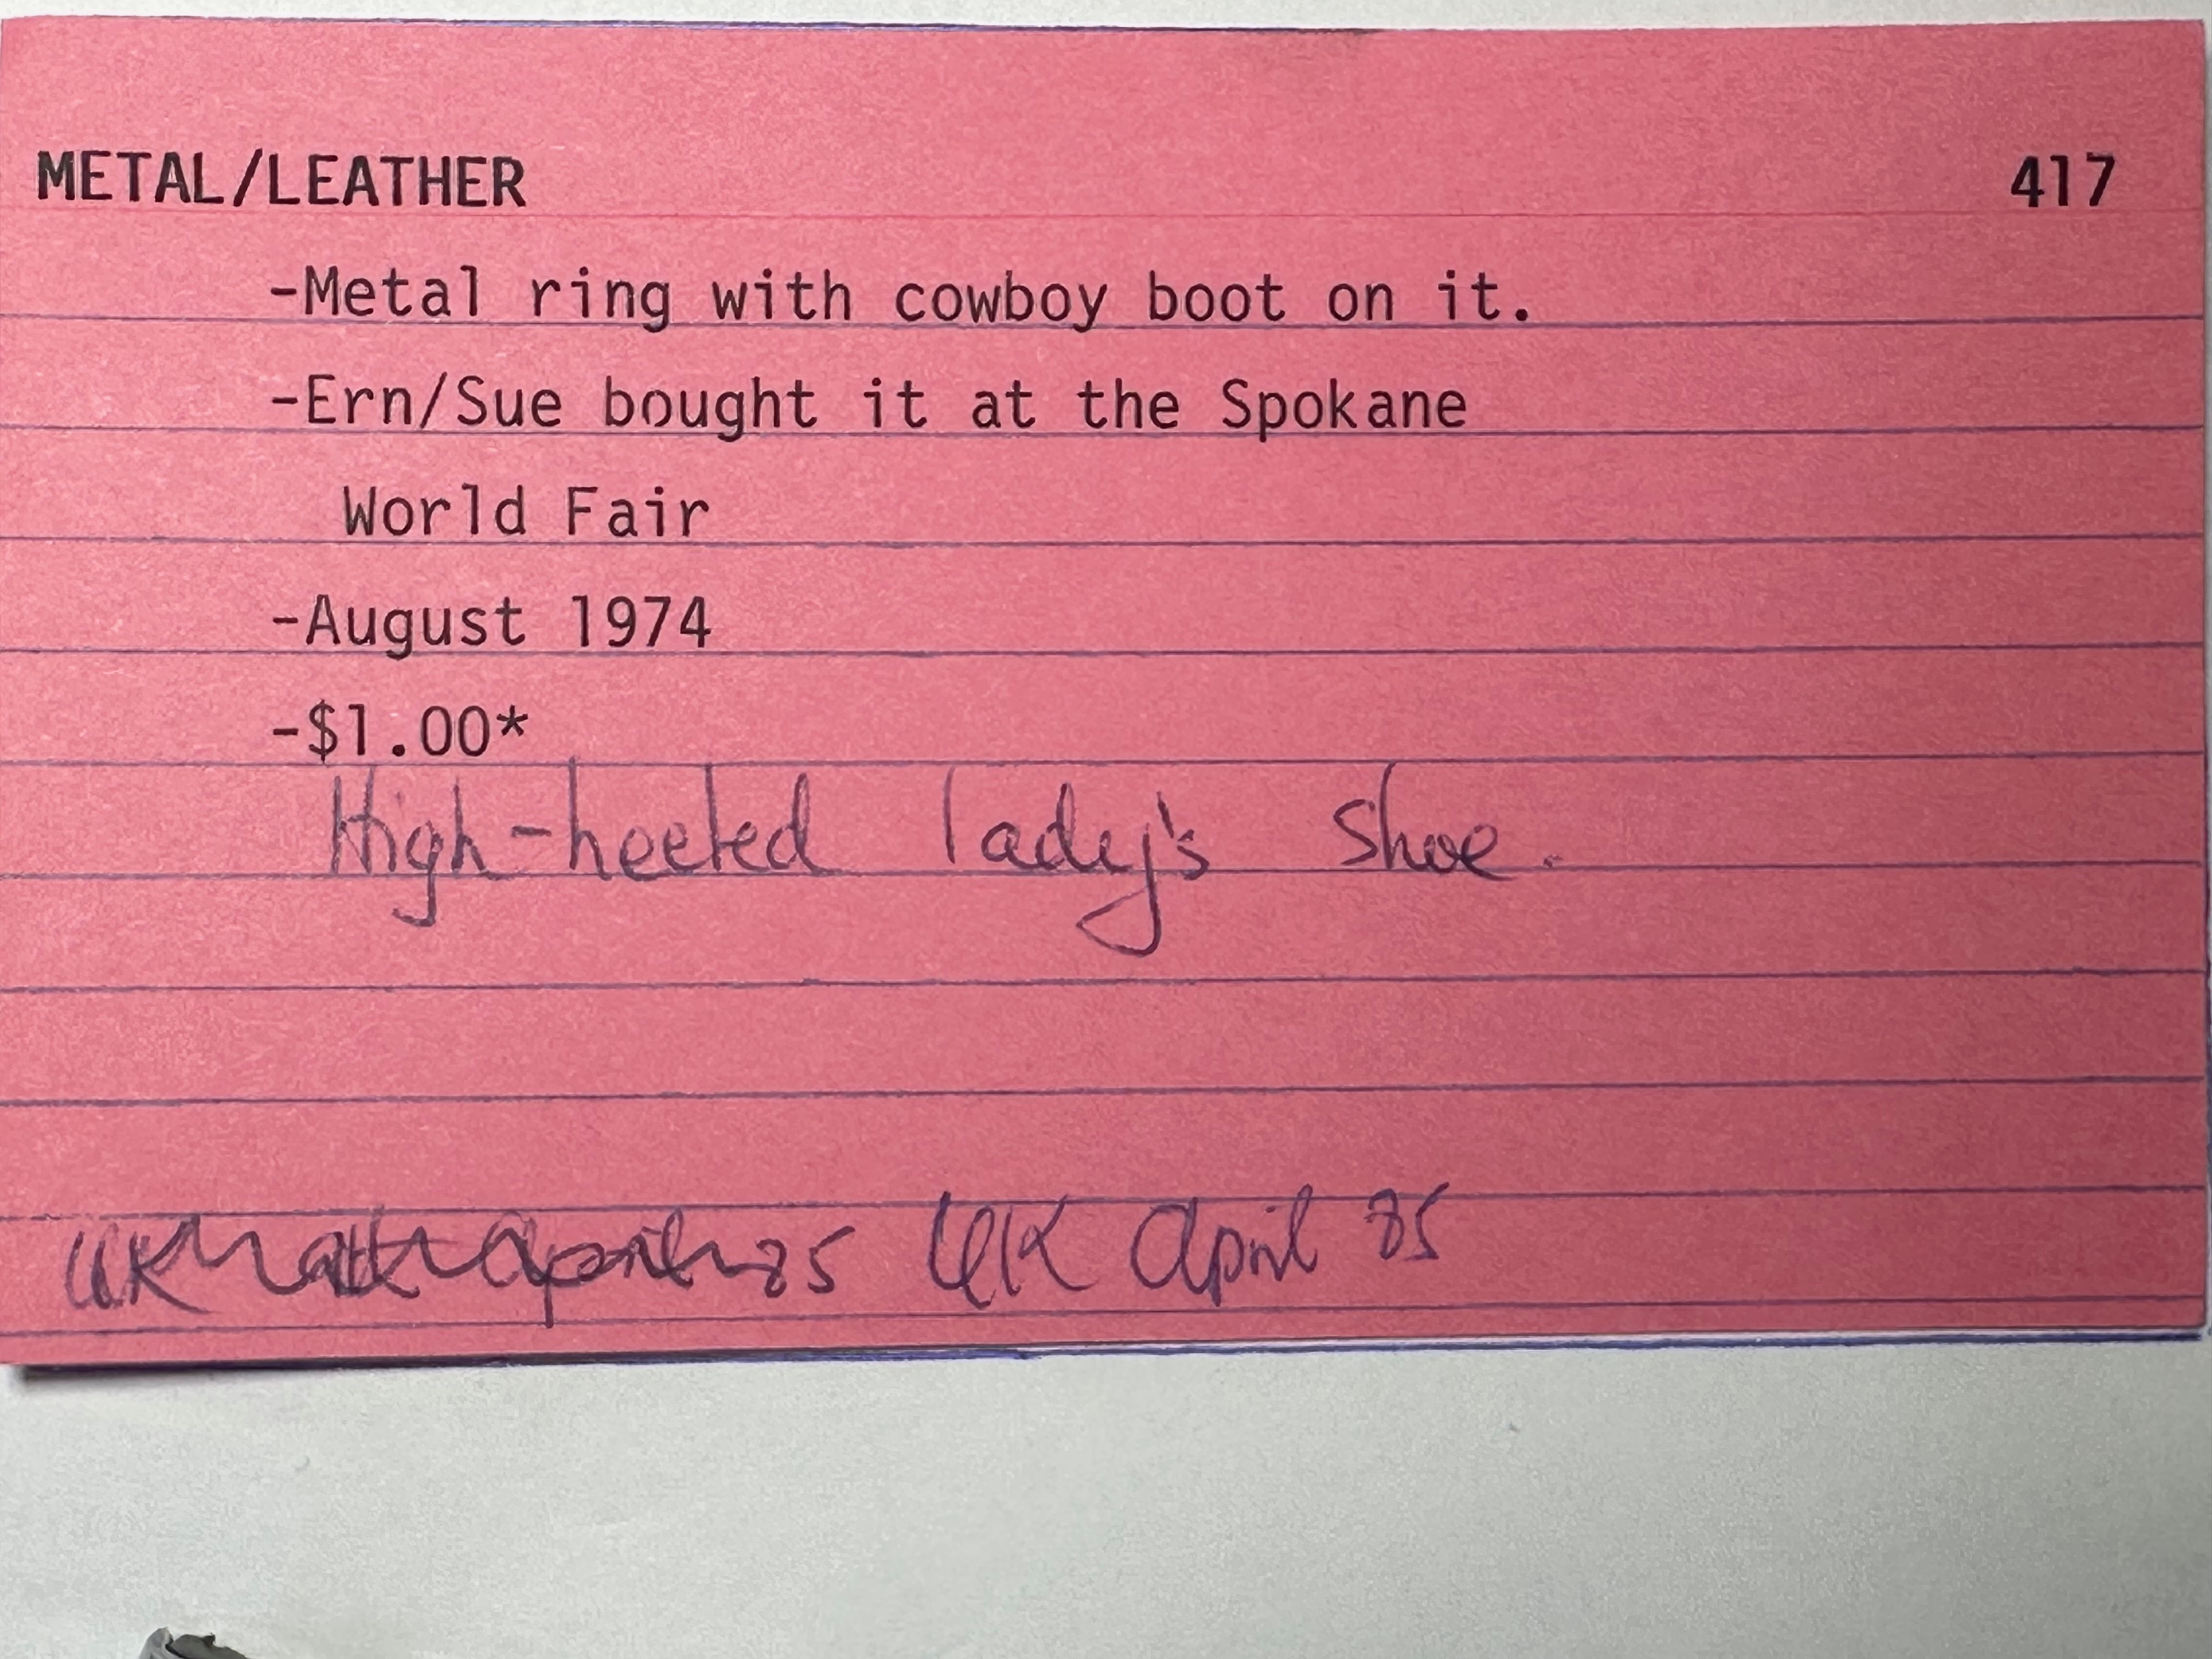 METAL/LEATHER 417
-Metal ring with cowboy boot on it.
-Ern/Sue bought it at the Spokane
World Fair
-August 1974
-$1.00*
High-heeled lady's shoe.
UK April 85 UK April 85